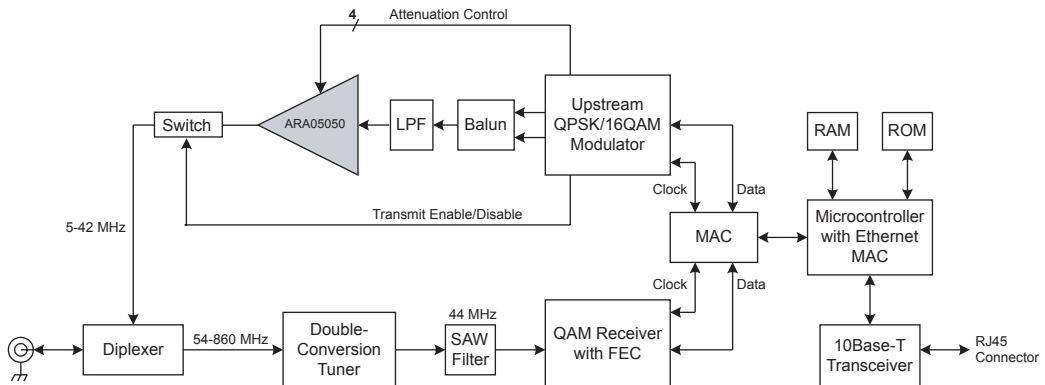 4
Attenuation Control
Switch
ARA05050
LPF
Balun
Upstream
QPSK/16QAM
Modulator
RAM
ROM
Transmit Enable/Disable
Clock
Data
5-42 MHz
MAC
Microcontroller
with Ethernet
MAC
Clock
Data
Diplexer
54-860 MHz
Double-
Conversion
Tuner
44 MHz
SAW
Filter
QAM Receiver
with FEC
10Base-T
Transceiver
RJ45
Connector